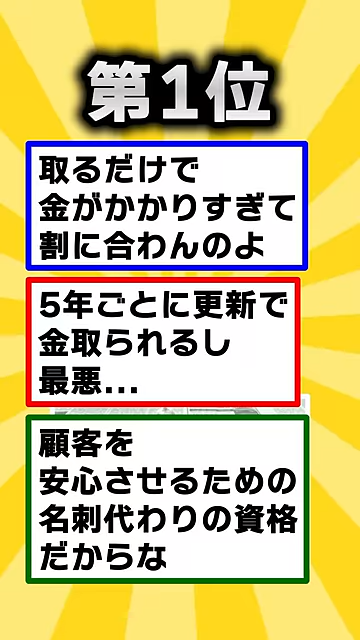 第1位
取るだけで
金がかかりすぎて
割に合わんのよ
5年ごとに更新で
金取られるし
最悪...
顧客を
安心させるための
名刺代わりの資格
だからな